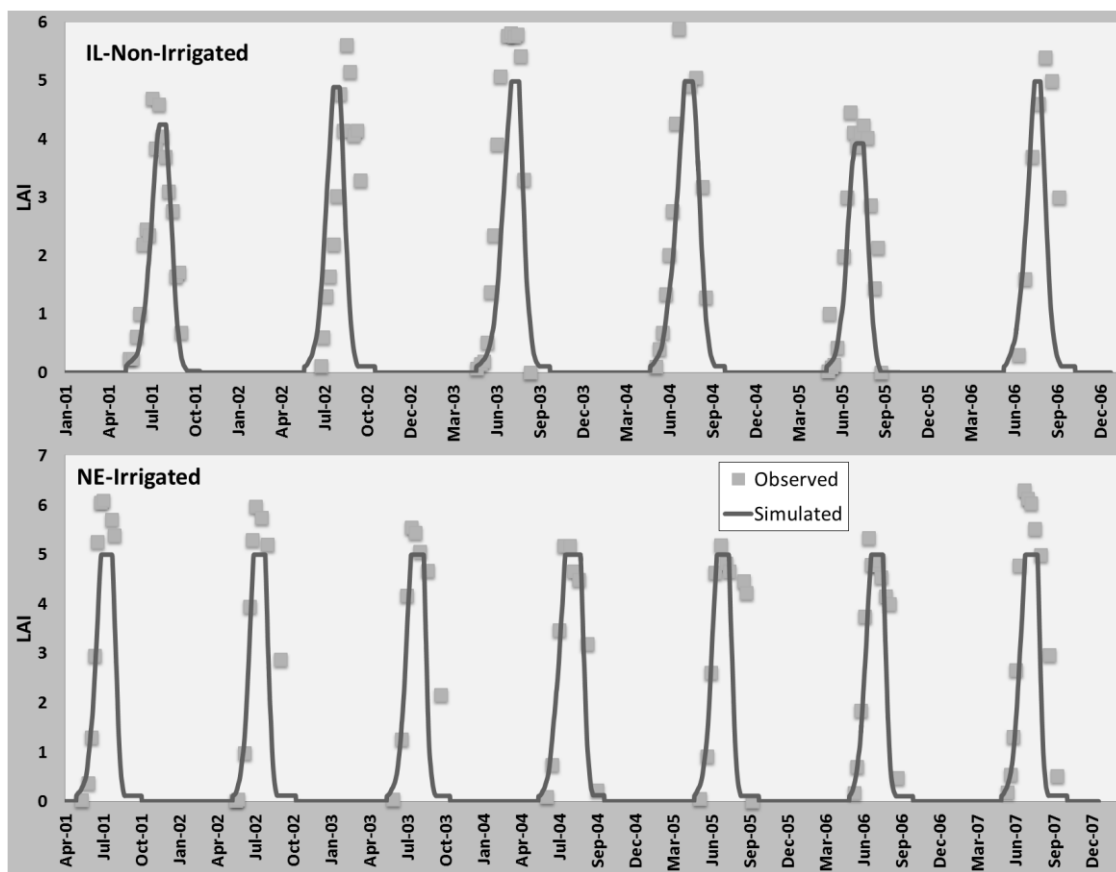 IL-Non-Irrigated
LAI
6
5
4
3
2
1
0
Jan-01
Apr-01
Jul-01
Oct-01
Jan-02
Apr-02
Jul-02
Oct-02
Mar-03
Jun-03
Sep-03
Dec-03
Mar-04
Jun-04
Sep-04
Dec-04
Mar-05
Jun-05
Sep-05
Dec-05
Mar-06
Jun-06
Sep-06
Dec-06
NE-Irrigated
Observed
Simulated
LAI
7
6
5
4
3
2
1
0
Apr-01
Jul-01
Oct-01
Jan-02
Apr-02
Jul-02
Oct-02
Jan-03
Apr-03
Jul-03
Oct-03
Jan-04
Apr-04
Jul-04
Sep-04
Dec-04
Mar-05
Jun-05
Sep-05
Dec-05
Mar-06
Jun-06
Sep-06
Dec-06
Mar-07
Jun-07
Sep-07
Dec-07